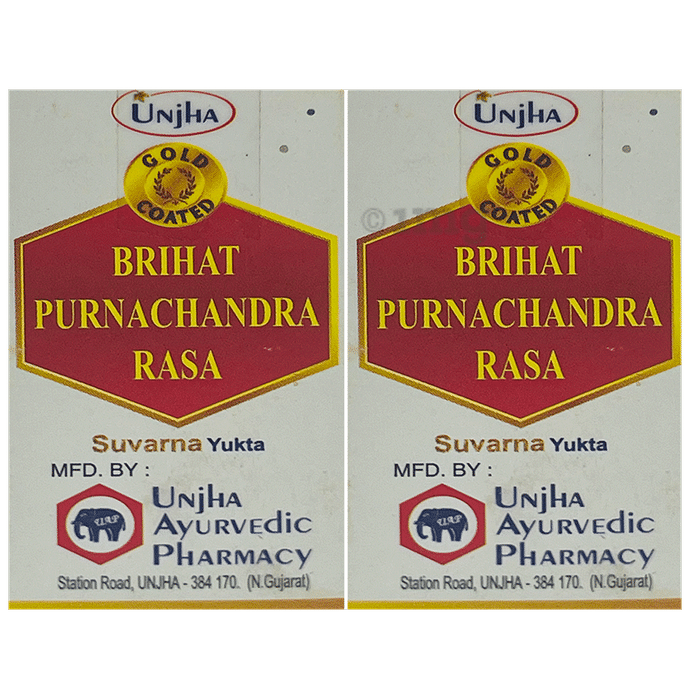 UNJHA
GOLD
COATED
BRIHAT
PURNACHANDRA
RASA
Suvarna Yukta
MFD. BY :
UAP
UNJHA
AYURVEDIC
PHARMACY
Station Road, UNJHA - 384 170. (N.Gujarat)
UNJHA
GOLD
COATED
BRIHAT
PURNACHANDRA
RASA
Suvarna Yukta
MFD. BY :
UAP
UNJHA
AYURVEDIC
PHARMACY
Station Road, UNJHA - 384 170. (N.Gujarat)